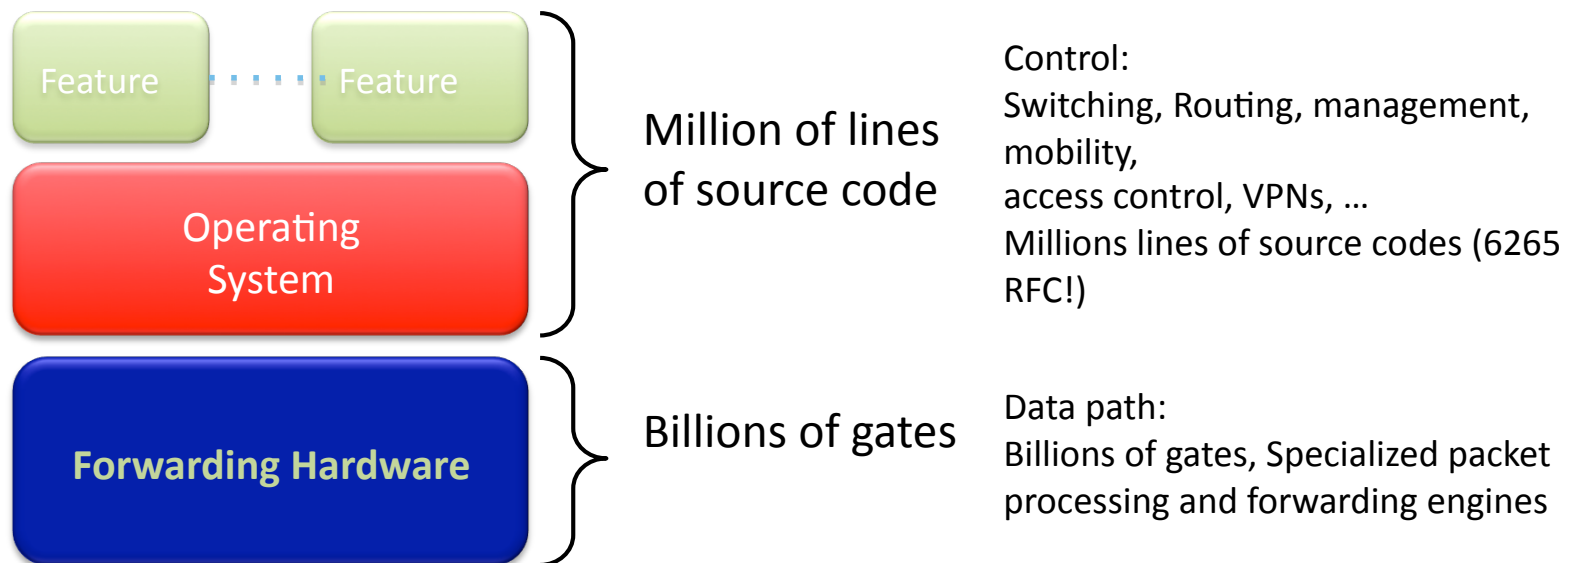 Feature
Feature
Operating
System
Forwarding Hardware
Million of lines
of source code
Billions of gates
Control:
Switching, Routing, management,
mobility,
access control, VPNs, ...
Millions lines of source codes (6265
RFC!)
Data path:
Billions of gates, Specialized packet
processing and forwarding engines